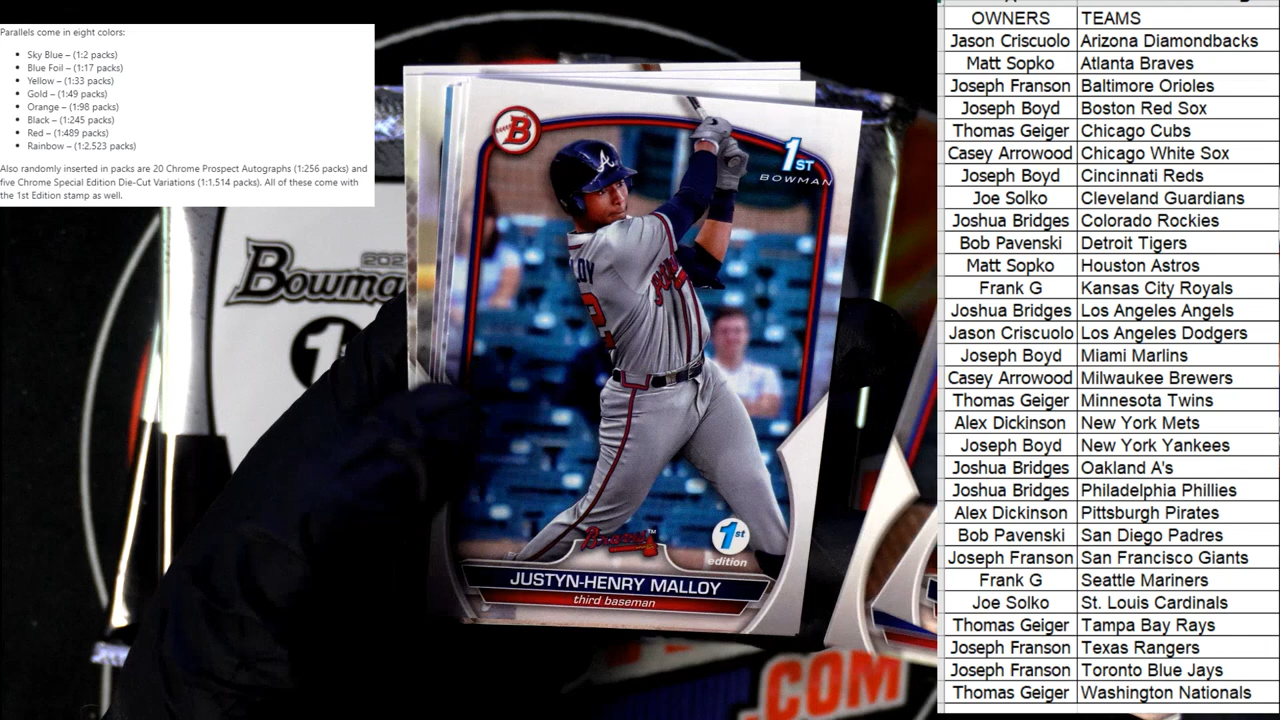 Parallels come in eight colors:
Sky Blue – (1:2 packs)
Blue Foil – (1:17 packs)
Yellow – (1:33 packs)
Gold – (1:49 packs)
Orange – (1:98 packs)
Black – (1:245 packs)
Red – (1:489 packs)
Rainbow – (1:2.523 packs)
Also randomly inserted in packs are 20 Chrome Prospect Autographs (1:256 packs) and
five Chrome Special Edition Die-Cut Variations (1:1.514 packs). All of these come with
the 1st Edition stamp as well.
Bowma
B
1ST
BOWMAN
A
Braves
1st
edition
JUSTYN-HENRY MALLOY
third baseman
.COM
OWNERS TEAMS
Jason Criscuolo Arizona Diamondbacks
Matt Sopko Atlanta Braves
Joseph Franson Baltimore Orioles
Joseph Boyd Boston Red Sox
Thomas Geiger Chicago Cubs
Casey Arrowood Chicago White Sox
Joseph Boyd Cincinnati Reds
Joe Solko Cleveland Guardians
Joshua Bridges Colorado Rockies
Bob Pavenski Detroit Tigers
Matt Sopko Houston Astros
Frank G Kansas City Royals
Joshua Bridges Los Angeles Angels
Jason Criscuolo Los Angeles Dodgers
Joseph Boyd Miami Marlins
Casey Arrowood Milwaukee Brewers
Thomas Geiger Minnesota Twins
Alex Dickinson New York Mets
Joseph Boyd New York Yankees
Joshua Bridges Oakland A's
Joshua Bridges Philadelphia Phillies
Alex Dickinson Pittsburgh Pirates
Bob Pavenski San Diego Padres
Joseph Franson San Francisco Giants
Frank G Seattle Mariners
Joe Solko St. Louis Cardinals
Thomas Geiger Tampa Bay Rays
Joseph Franson Texas Rangers
Joseph Franson Toronto Blue Jays
Thomas Geiger Washington Nationals